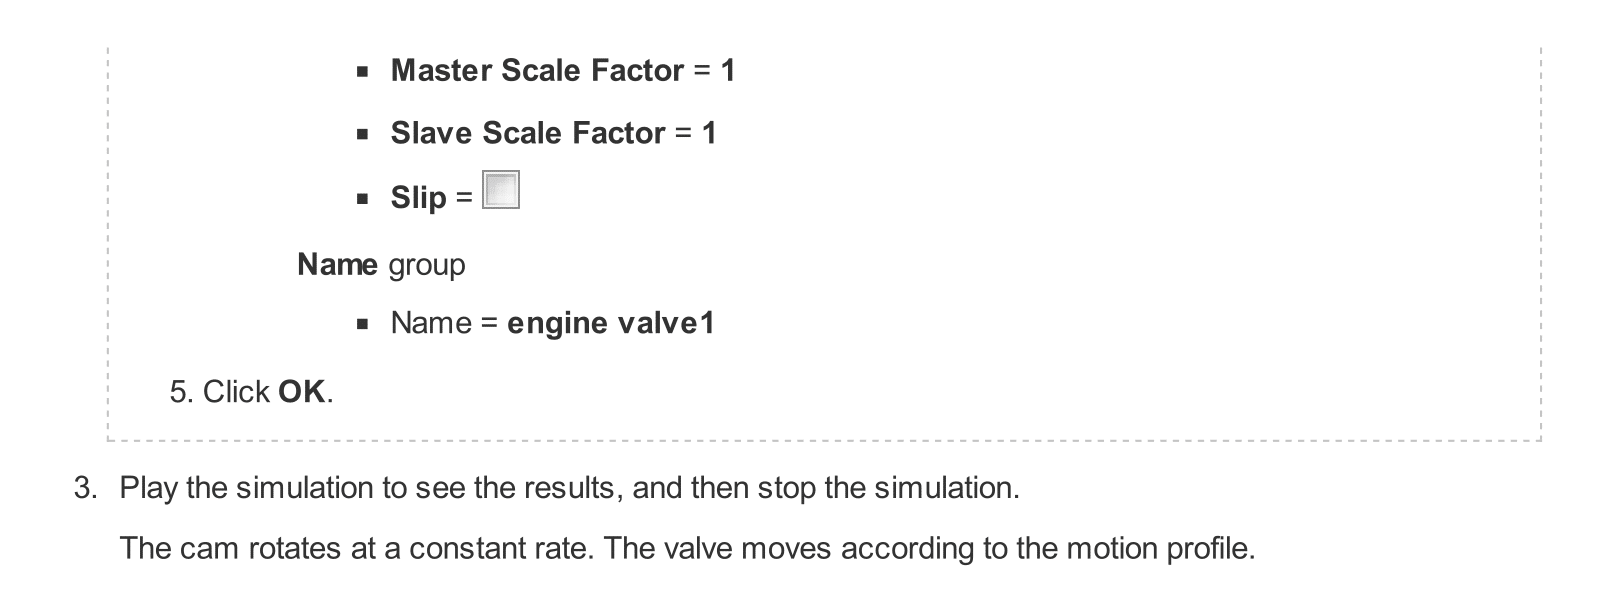 ▪ Master Scale Factor = 1
▪ Slave Scale Factor = 1
▪ Slip =
Name group
▪ Name = engine valve1
5. Click OK.
3. Play the simulation to see the results, and then stop the simulation.
The cam rotates at a constant rate. The valve moves according to the motion profile.